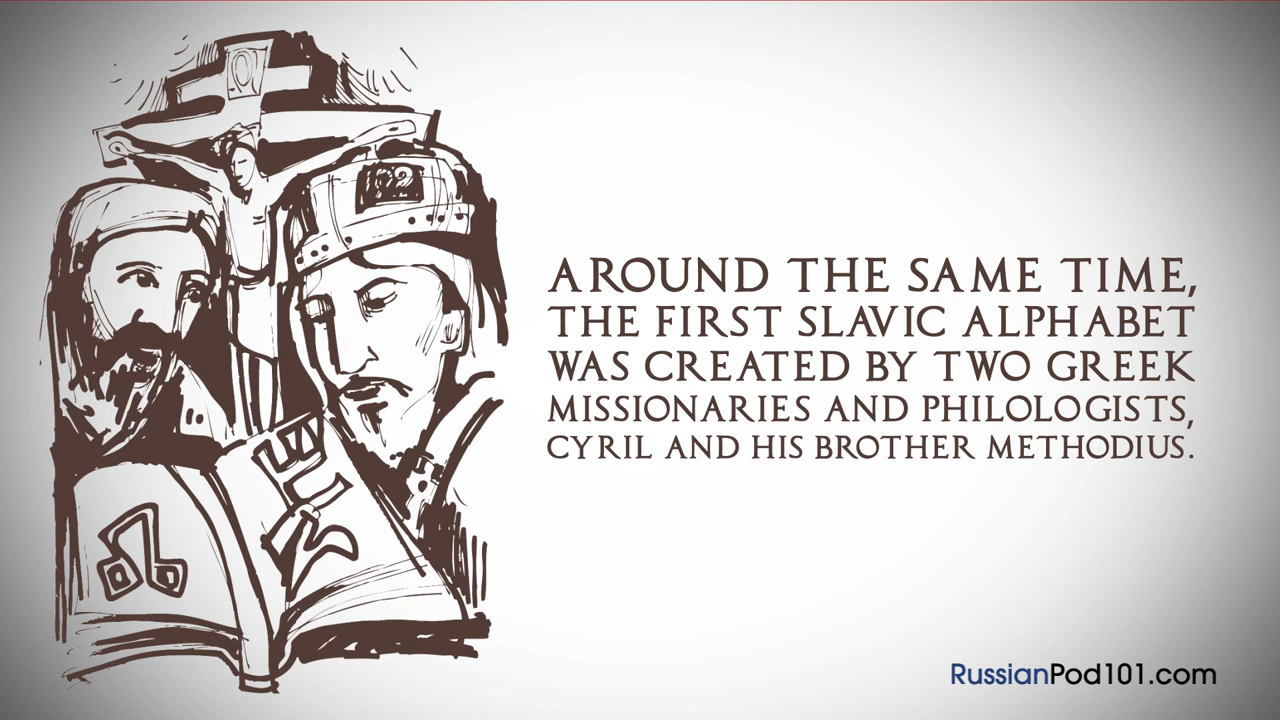 AROUND THE SAME TIME,
THE FIRST SLAVIC ALPHABET
WAS CREATED BY TWO GREEK
MISSIONARIES AND PHILOLOGISTS,
CYRIL AND HIS BROTHER METHODIUS.
RussianPod101.com